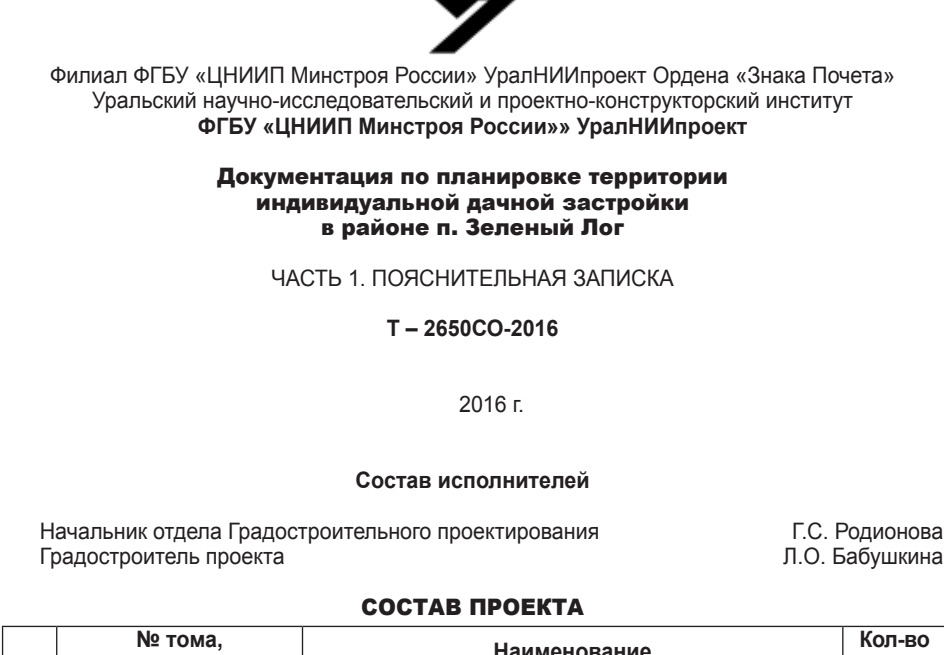 Филиал ФГБУ «ЦНИИП Минстроя России» УралНИИпроект Ордена «Знака Почета»
Уральский научно-исследовательский и проектно-конструкторский институт
ФГБУ «ЦНИИП Минстроя России»» УралНИИпроект
Документация по планировке территории
индивидуальной дачной застройки
в районе п. Зеленый Лог
ЧАСТЬ 1. ПОЯСНИТЕЛЬНАЯ ЗАПИСКА
Т – 2650СО-2016
2016 г.
Состав исполнителей
Начальник отдела Градостроительного проектирования Г.С. Родионова
Градостроитель проекта Л.О. Бабушкина
СОСТАВ ПРОЕКТА
№ тома, Наименование Кол-во